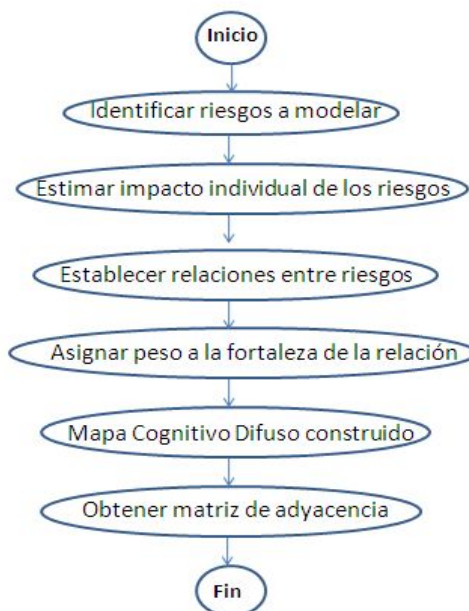 Inicio
Identificar riesgos a modelar
Estimar impacto individual de los riesgos
Establecer relaciones entre riesgos
Asignar peso a la fortaleza de la relación
Mapa Cognitivo Difuso construido
Obtener matriz de adyacencia
Fin